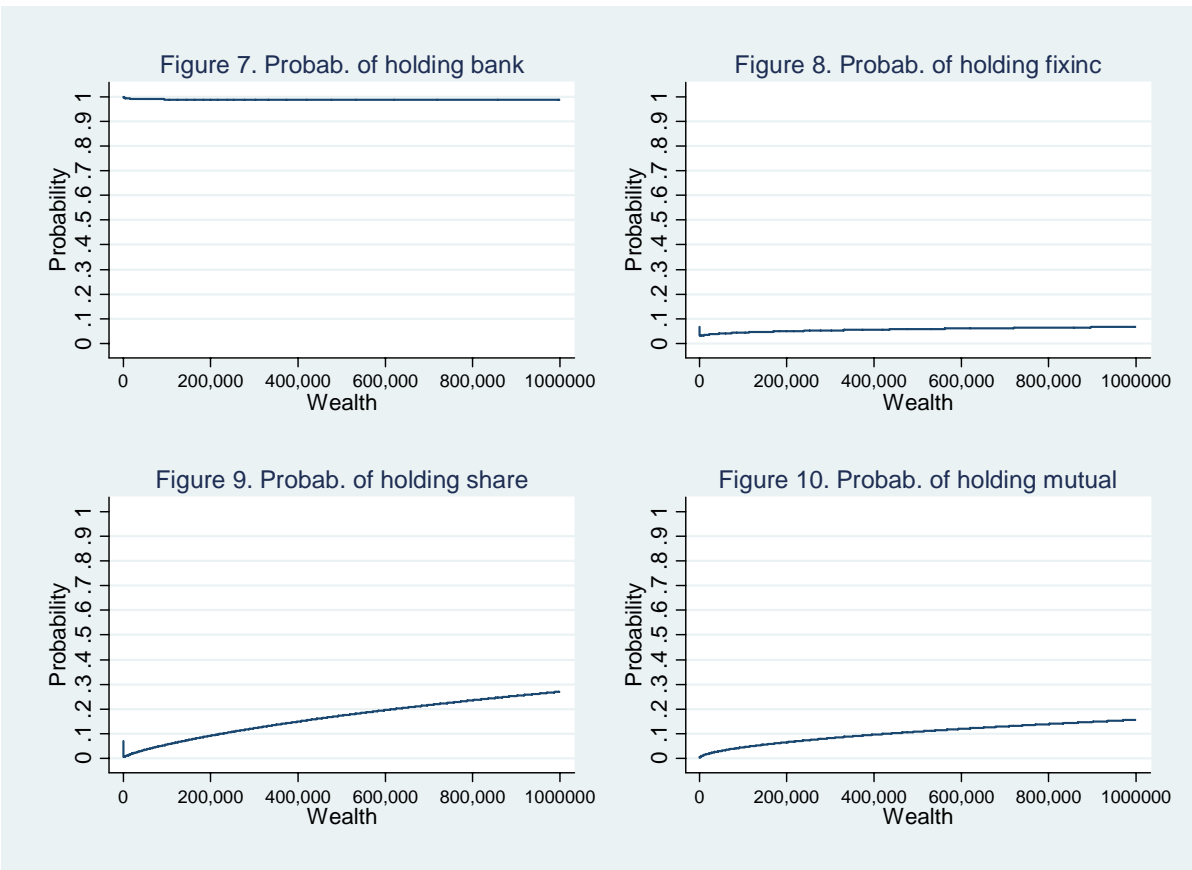 Figure 7. Probab. of holding bank
Probability
1
.9
.8
.7
.6
.5
.4
.3
.2
.1
0
0 200,000 400,000 600,000 800,000 1000000
Wealth
Figure 8. Probab. of holding fixinc
Probability
1
.9
.8
.7
.6
.5
.4
.3
.2
.1
0
0 200,000 400,000 600,000 800,000 1000000
Wealth
Figure 9. Probab. of holding share
Probability
1
.9
.8
.7
.6
.5
.4
.3
.2
.1
0
0 200,000 400,000 600,000 800,000 1000000
Wealth
Figure 10. Probab. of holding mutual
Probability
1
.9
.8
.7
.6
.5
.4
.3
.2
.1
0
0 200,000 400,000 600,000 800,000 1000000
Wealth